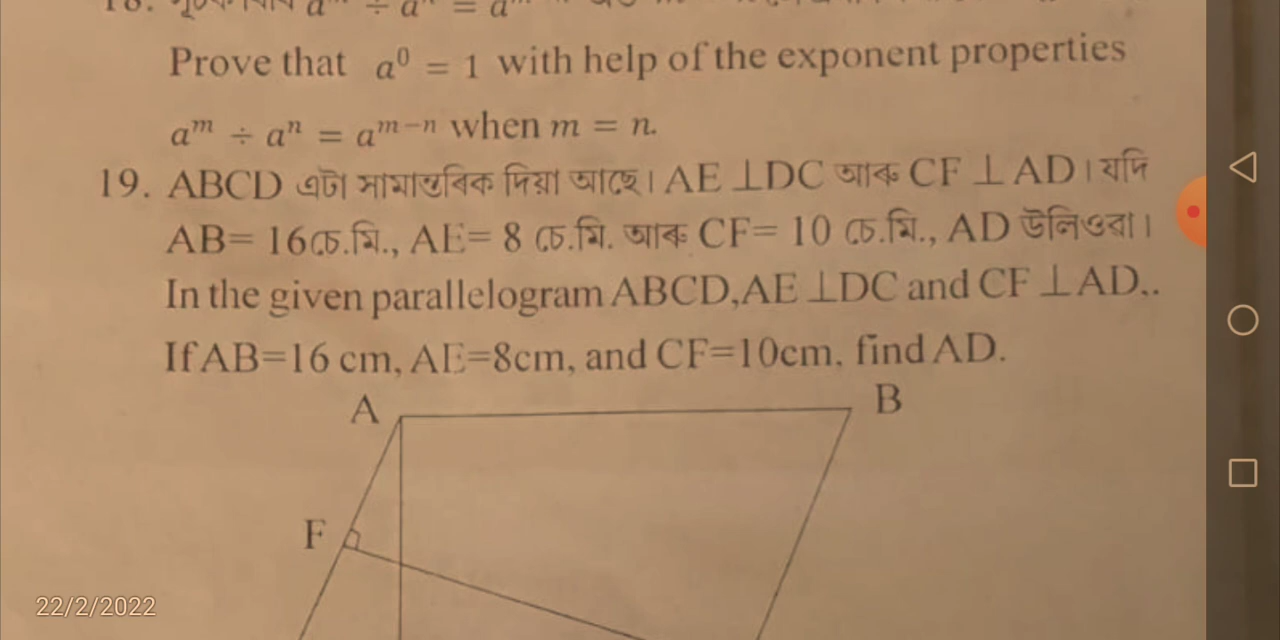 18.
Prove that a⁰ = 1 with help of the exponent properties
aᵐ ÷ aⁿ = aᵐ⁻ⁿ when m = n.
19. ABCD এটা সামান্তৰিক দিয়া আছে। AE ⊥DC আৰু CF ⊥ AD। যদি
AB= 16চে.মি., AE= 8 চে.মি. আৰু CF= 10 চে.মি., AD উলিওৱা।
In the given parallelogram ABCD,AE ⊥DC and CF ⊥AD..
If AB=16 cm, AE=8cm, and CF=10cm, find AD.
A
B
F
22/2/2022